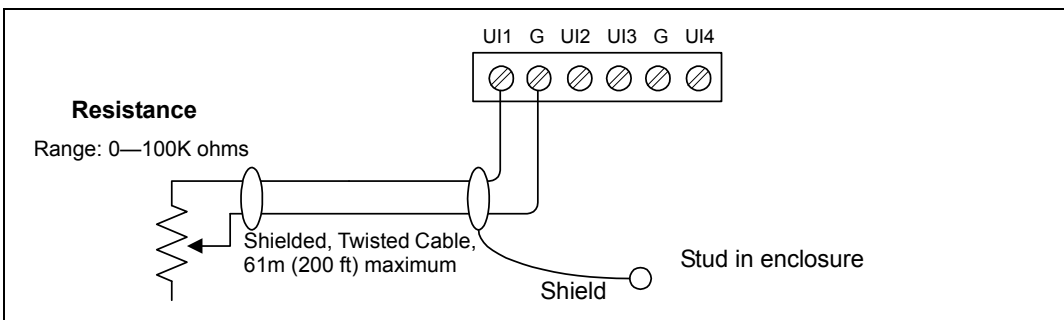 UI1 G UI2 UI3 G UI4
Resistance
Range: 0—100K ohms
Shielded, Twisted Cable,
61m (200 ft) maximum
Stud in enclosure
Shield